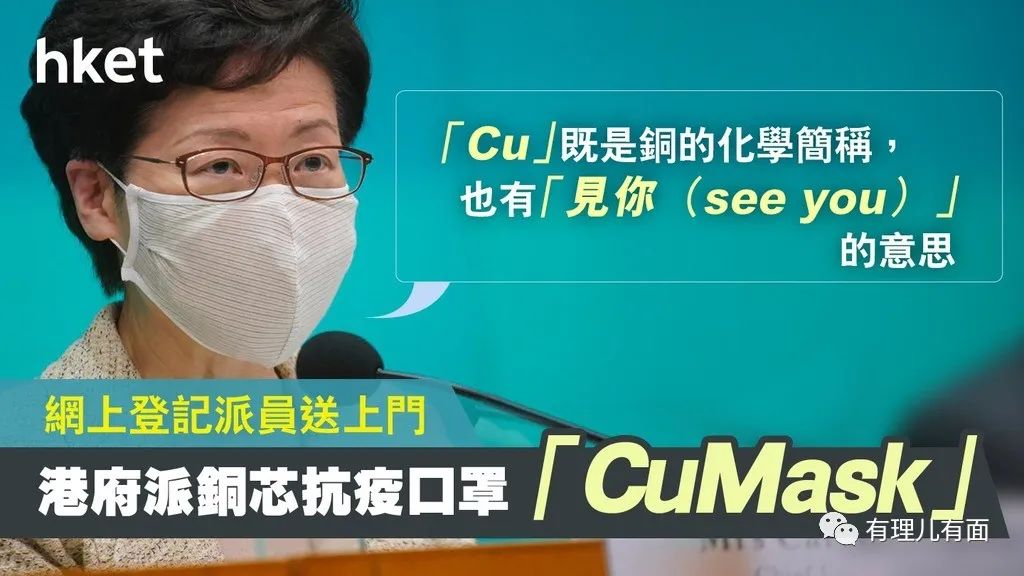 hket
「Cu」既是銅的化學簡稱，
也有「見你（see you）」
的意思
網上登記派員送上門
港府派銅芯抗疫口罩「CuMask」
有理儿有面